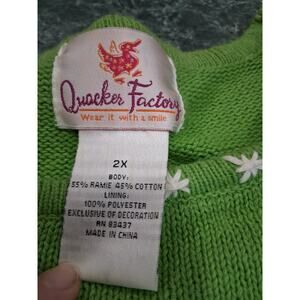 Quacker Factory
Wear it with a smile
2X
BODY:
55% RAMIE 45% COTTON
LINING:
100% POLYESTER
EXCLUSIVE OF DECORATION
RN 83437
MADE IN CHINA